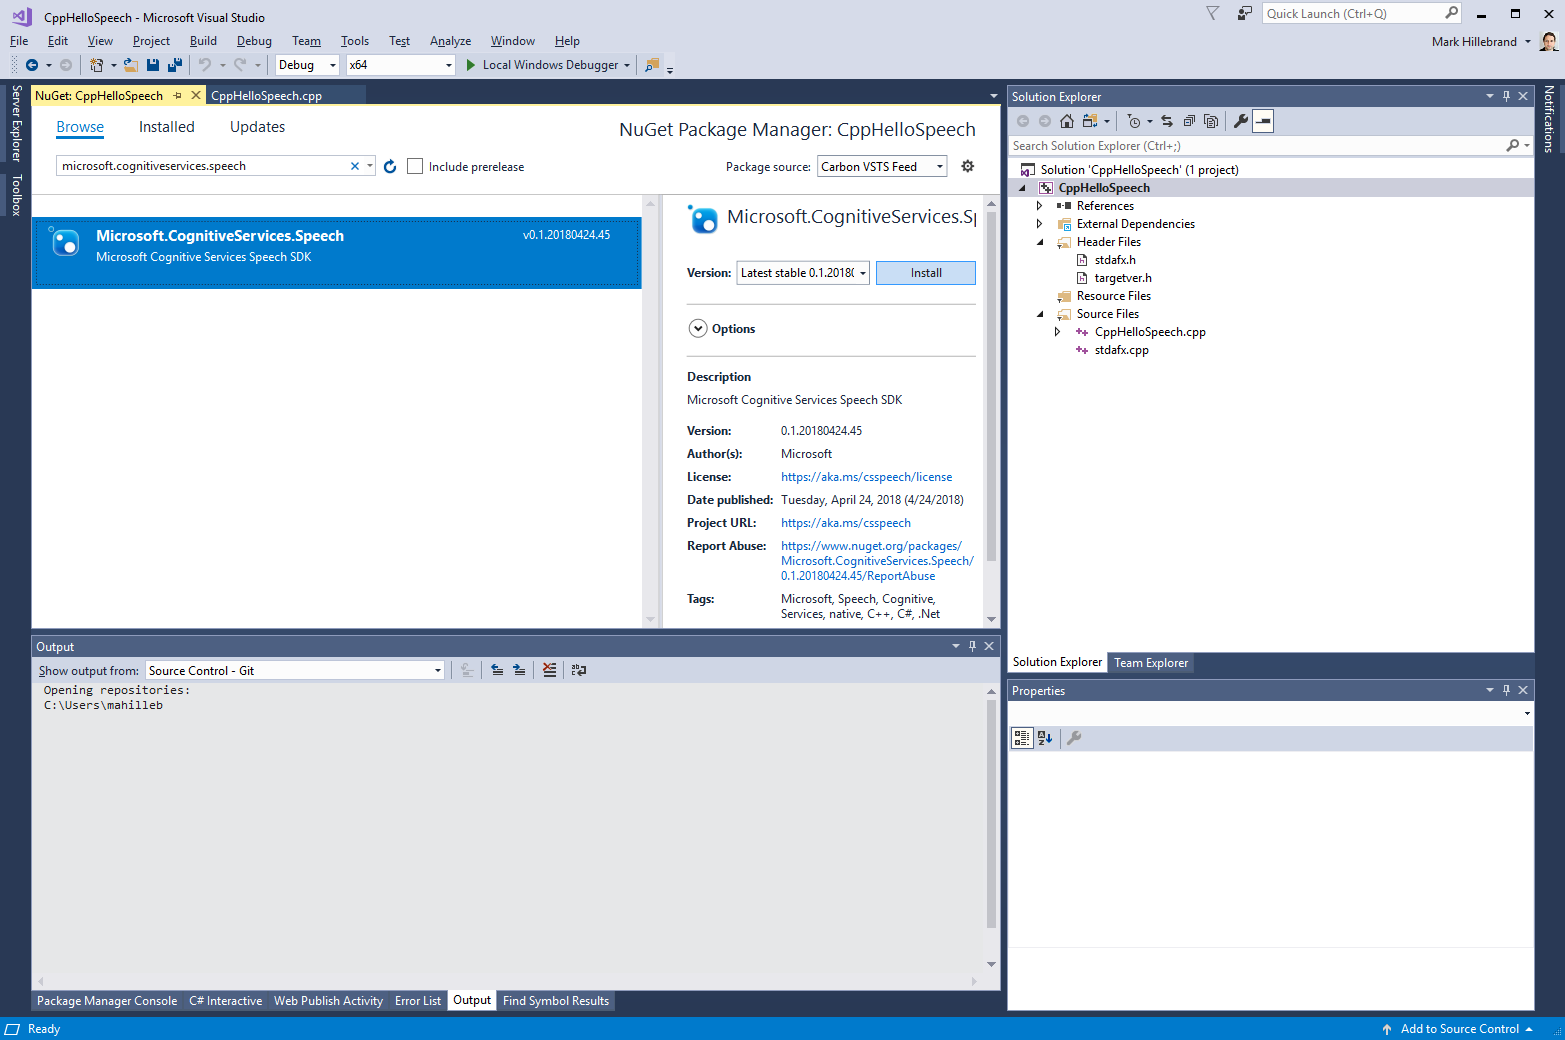 CppHelloSpeech - Microsoft Visual Studio
Quick Launch (Ctrl+Q)
File Edit View Project Build Debug Team Tools Test Analyze Window Help
Mark Hillebrand
Debug x64 Local Windows Debugger
Server Explorer
Toolbox
NuGet: CppHelloSpeech
CppHelloSpeech.cpp
Browse Installed Updates
NuGet Package Manager: CppHelloSpeech
microsoft.cognitiveservices.speech
Include prerelease
Package source: Carbon VSTS Feed
Microsoft.CognitiveServices.Speech v0.1.20180424.45
Microsoft Cognitive Services Speech SDK
Microsoft.CognitiveServices.Sp
Version: Latest stable 0.1.2018( Install
Options
Description
Microsoft Cognitive Services Speech SDK
Version: 0.1.20180424.45
Author(s): Microsoft
License: https://aka.ms/csspeech/license
Date published: Tuesday, April 24, 2018 (4/24/2018)
Project URL: https://aka.ms/csspeech
Report Abuse: https://www.nuget.org/packages/
Microsoft.CognitiveServices.Speech/
0.1.20180424.45/ReportAbuse
Tags: Microsoft, Speech, Cognitive,
Services, native, C++, C#, .Net
Output
Show output from: Source Control - Git
Opening repositories:
C:\Users\mahilleb
Package Manager Console C# Interactive Web Publish Activity Error List Output Find Symbol Results
Solution Explorer
Search Solution Explorer (Ctrl+;)
Solution 'CppHelloSpeech' (1 project)
CppHelloSpeech
References
External Dependencies
Header Files
stdafx.h
targetver.h
Resource Files
Source Files
CppHelloSpeech.cpp
stdafx.cpp
Solution Explorer Team Explorer
Properties
Notifications
Ready
Add to Source Control